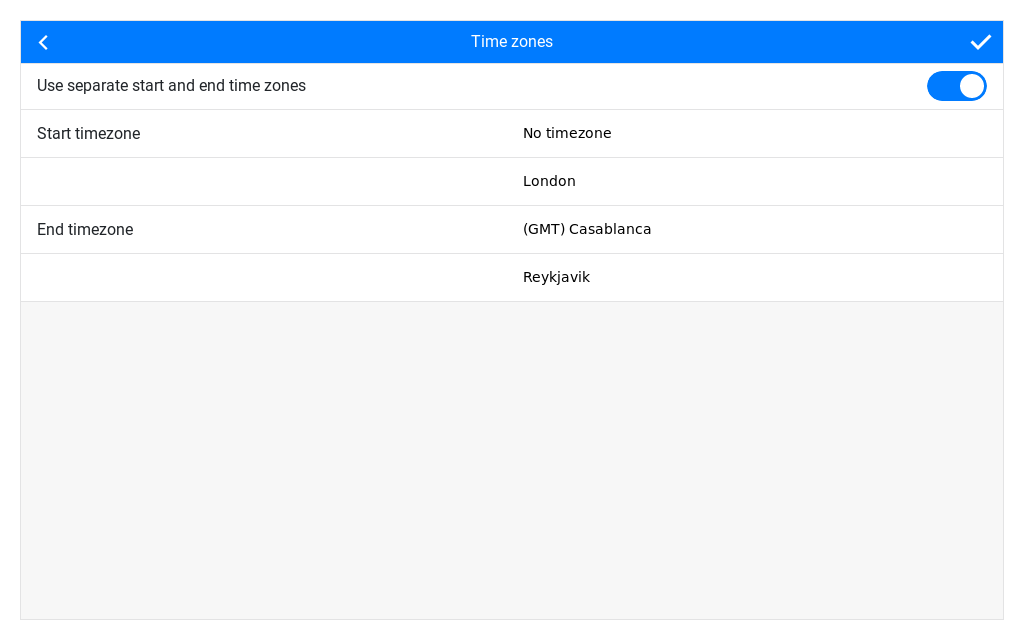 Time zones
Use separate start and end time zones
Start timezone
No timezone
London
End timezone
(GMT) Casablanca
Reykjavik